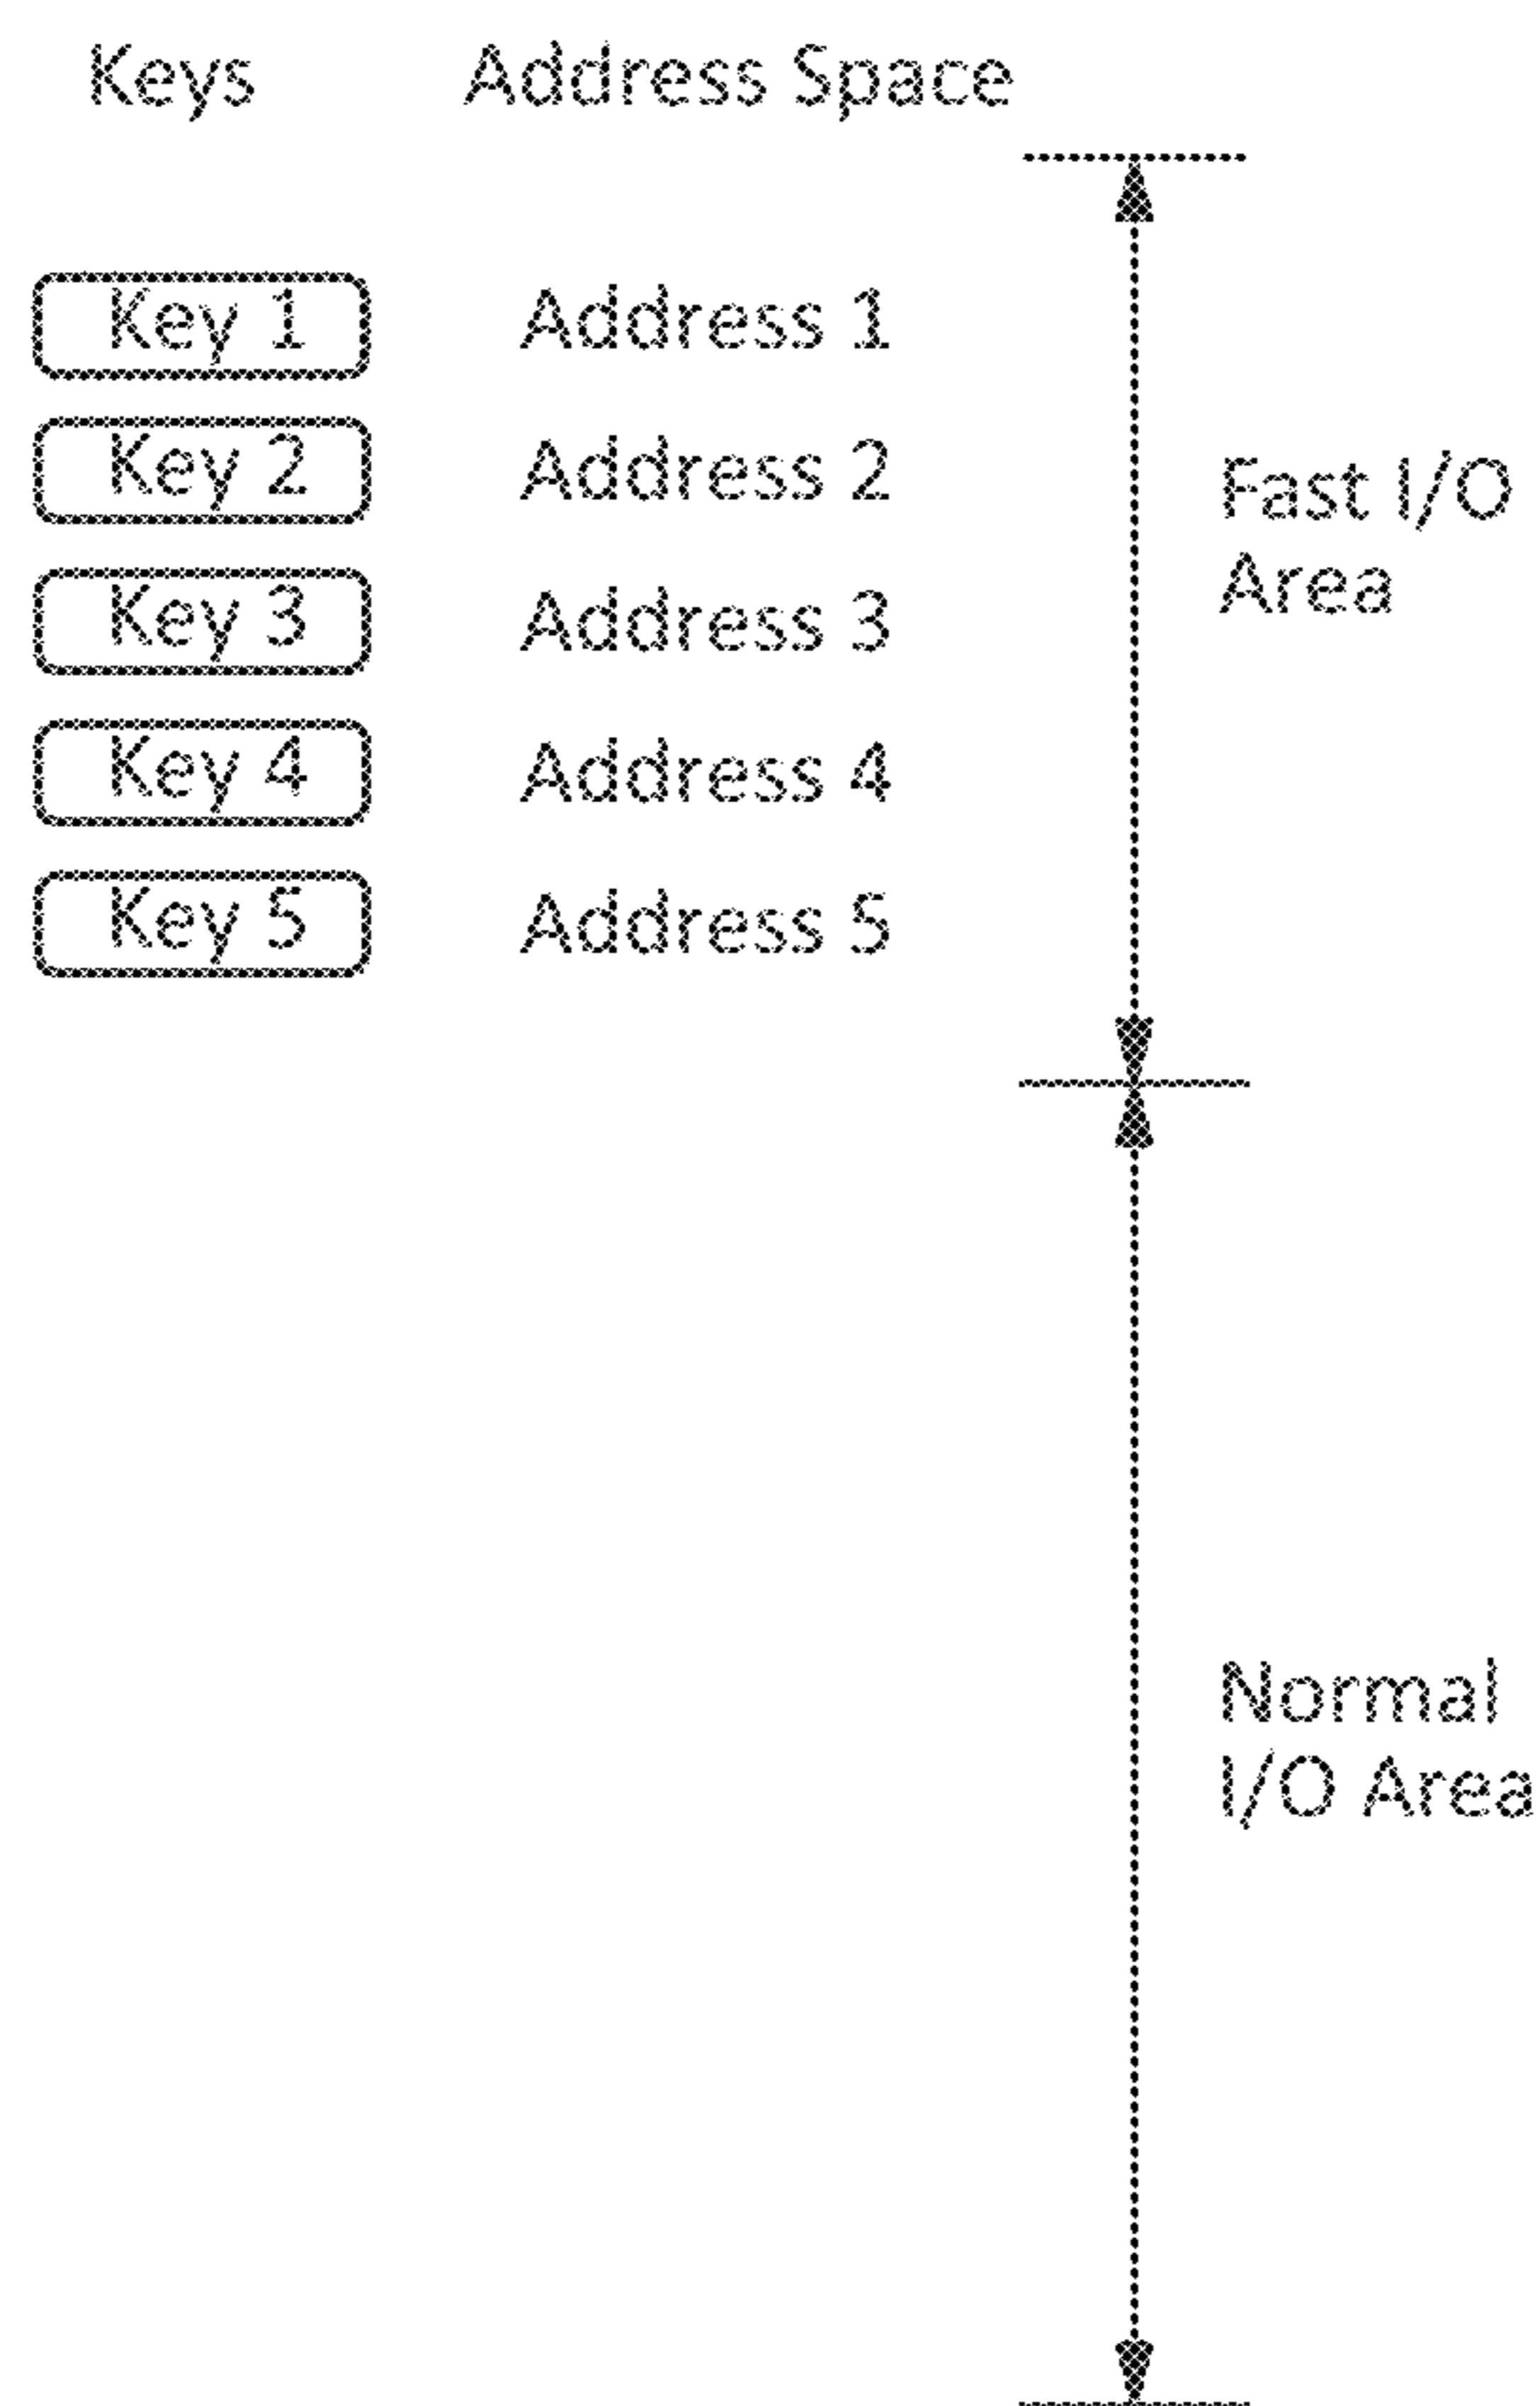 Keys Address Space
Key 1 Address 1
Key 2 Address 2
Fast I/O
Area
Key 3 Address 3
Key 4 Address 4
Key 5 Address 5
Normal
I/O Area